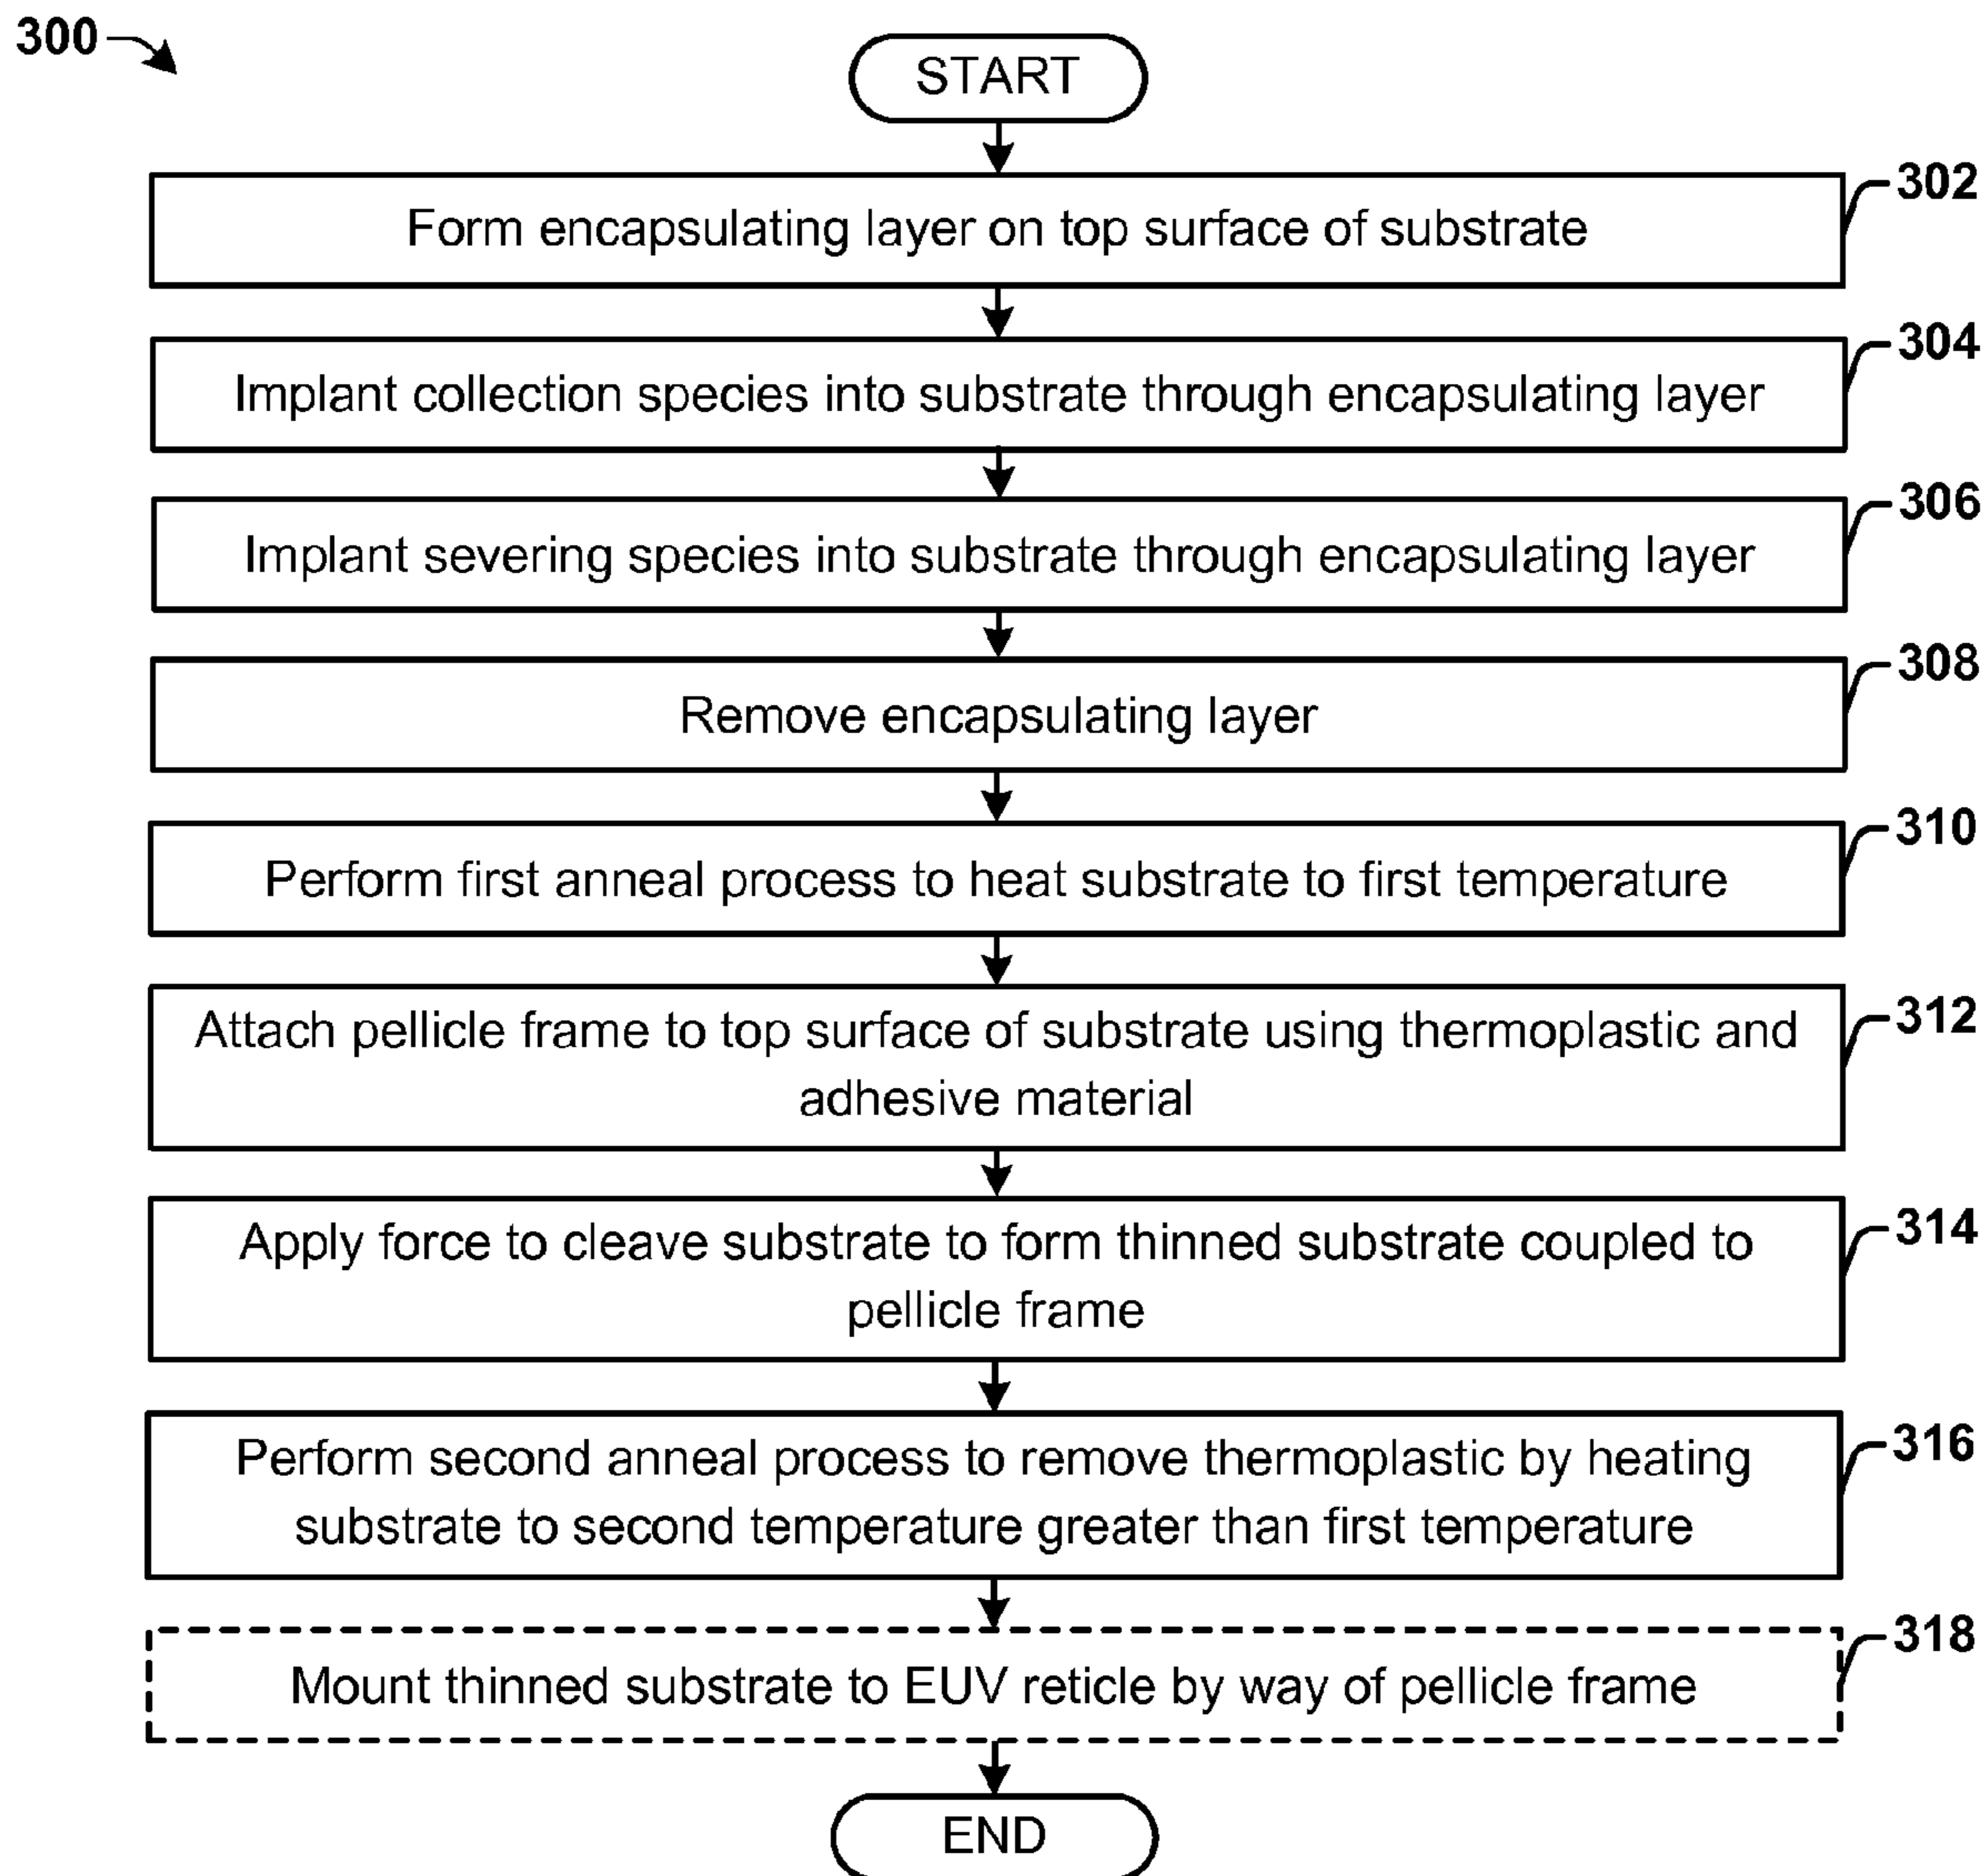 300
START
302
Form encapsulating layer on top surface of substrate
304
Implant collection species into substrate through encapsulating layer
306
Implant severing species into substrate through encapsulating layer
308
Remove encapsulating layer
310
Perform first anneal process to heat substrate to first temperature
312
Attach pellicle frame to top surface of substrate using thermoplastic and
adhesive material
314
Apply force to cleave substrate to form thinned substrate coupled to
pellicle frame
316
Perform second anneal process to remove thermoplastic by heating
substrate to second temperature greater than first temperature
318
Mount thinned substrate to EUV reticle by way of pellicle frame
END